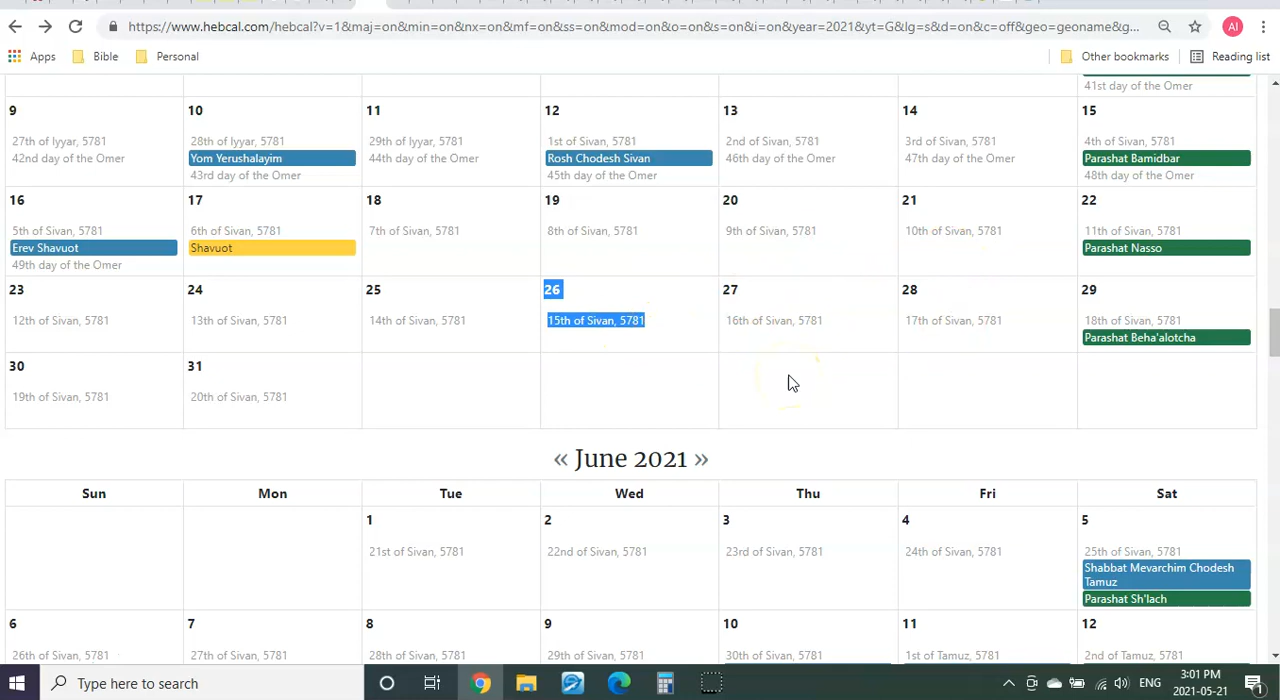 https://www.hebcal.com/hebcal?v=1&maj=on&min=on&nx=on&mf=on&ss=on&mod=on&o=on&s=on&i=on&year=2021&yt=G&lg=s&d=on&c=off&geo=geoname&g...
AI
Apps
Bible
Personal
Other bookmarks
Reading list
41st day of the Omer
9 10 11 12 13 14 15
27th of Iyyar, 5781 28th of Iyyar, 5781 29th of Iyyar, 5781 1st of Sivan, 5781 2nd of Sivan, 5781 3rd of Sivan, 5781 4th of Sivan, 5781
42nd day of the Omer Yom Yerushalayim 44th day of the Omer Rosh Chodesh Sivan 46th day of the Omer 47th day of the Omer Parashat Bamidbar
43rd day of the Omer 45th day of the Omer 48th day of the Omer
16 17 18 19 20 21 22
5th of Sivan, 5781 6th of Sivan, 5781 7th of Sivan, 5781 8th of Sivan, 5781 9th of Sivan, 5781 10th of Sivan, 5781 11th of Sivan, 5781
Erev Shavuot Shavuot Parashat Nasso
49th day of the Omer
23 24 25 26 27 28 29
12th of Sivan, 5781 13th of Sivan, 5781 14th of Sivan, 5781 15th of Sivan, 5781 16th of Sivan, 5781 17th of Sivan, 5781 18th of Sivan, 5781
Parashat Beha'alotcha
30 31
19th of Sivan, 5781 20th of Sivan, 5781
« June 2021 »
Sun Mon Tue Wed Thu Fri Sat
1 2 3 4 5
21st of Sivan, 5781 22nd of Sivan, 5781 23rd of Sivan, 5781 24th of Sivan, 5781 25th of Sivan, 5781
Shabbat Mevarchim Chodesh
Tamuz
Parashat Sh'lach
6 7 8 9 10 11 12
26th of Sivan, 5781 27th of Sivan, 5781 28th of Sivan, 5781 29th of Sivan, 5781 30th of Sivan, 5781 1st of Tamuz, 5781 2nd of Tamuz, 5781
Type here to search
ENG
3:01 PM
2021-05-21
1